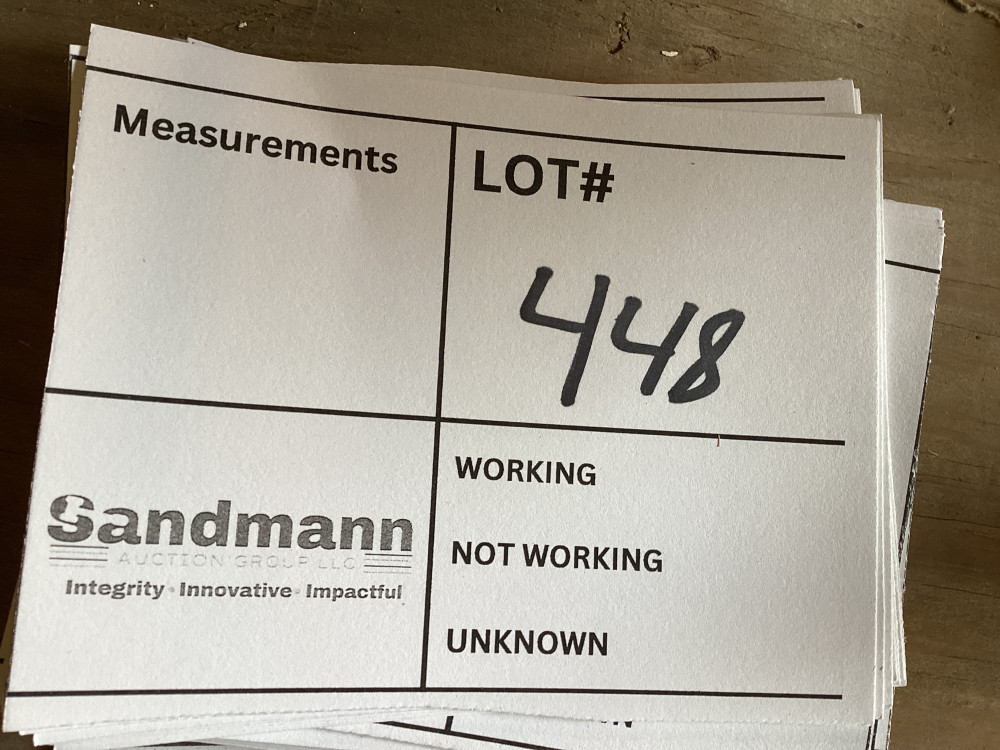 Measurements
LOT#
448
WORKING
NOT WORKING
UNKNOWN
Sandmann
AUCTION GROUP LLC
Integrity · Innovative · Impactful